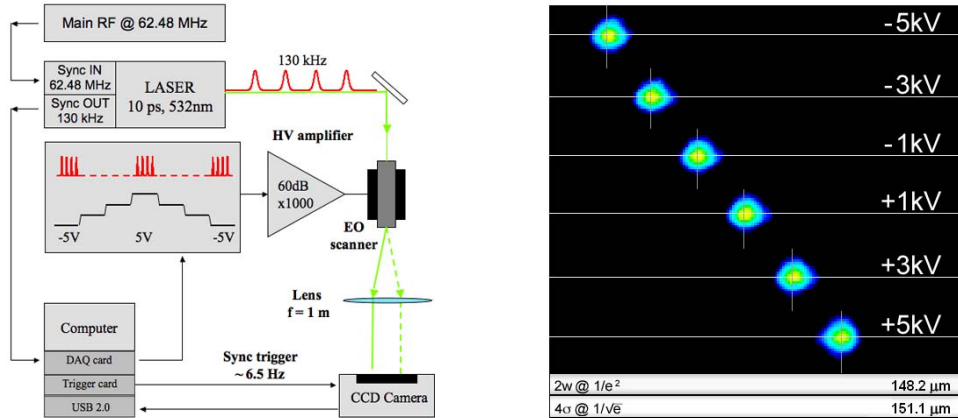 Main RF @ 62.48 MHz
Sync IN
62.48 MHz
Sync OUT
130 kHz
LASER
10 ps, 532nm
130 kHz
HV amplifier
60dB
x1000
-5V
5V
-5V
EO
scanner
Lens
f = 1 m
Computer
DAQ card
Trigger card
USB 2.0
Sync trigger
~ 6.5 Hz
CCD Camera
-5kV
-3kV
-1kV
+1kV
+3kV
+5kV
2w @ 1/e² 148.2 µm
4σ @ 1/√e 151.1 µm